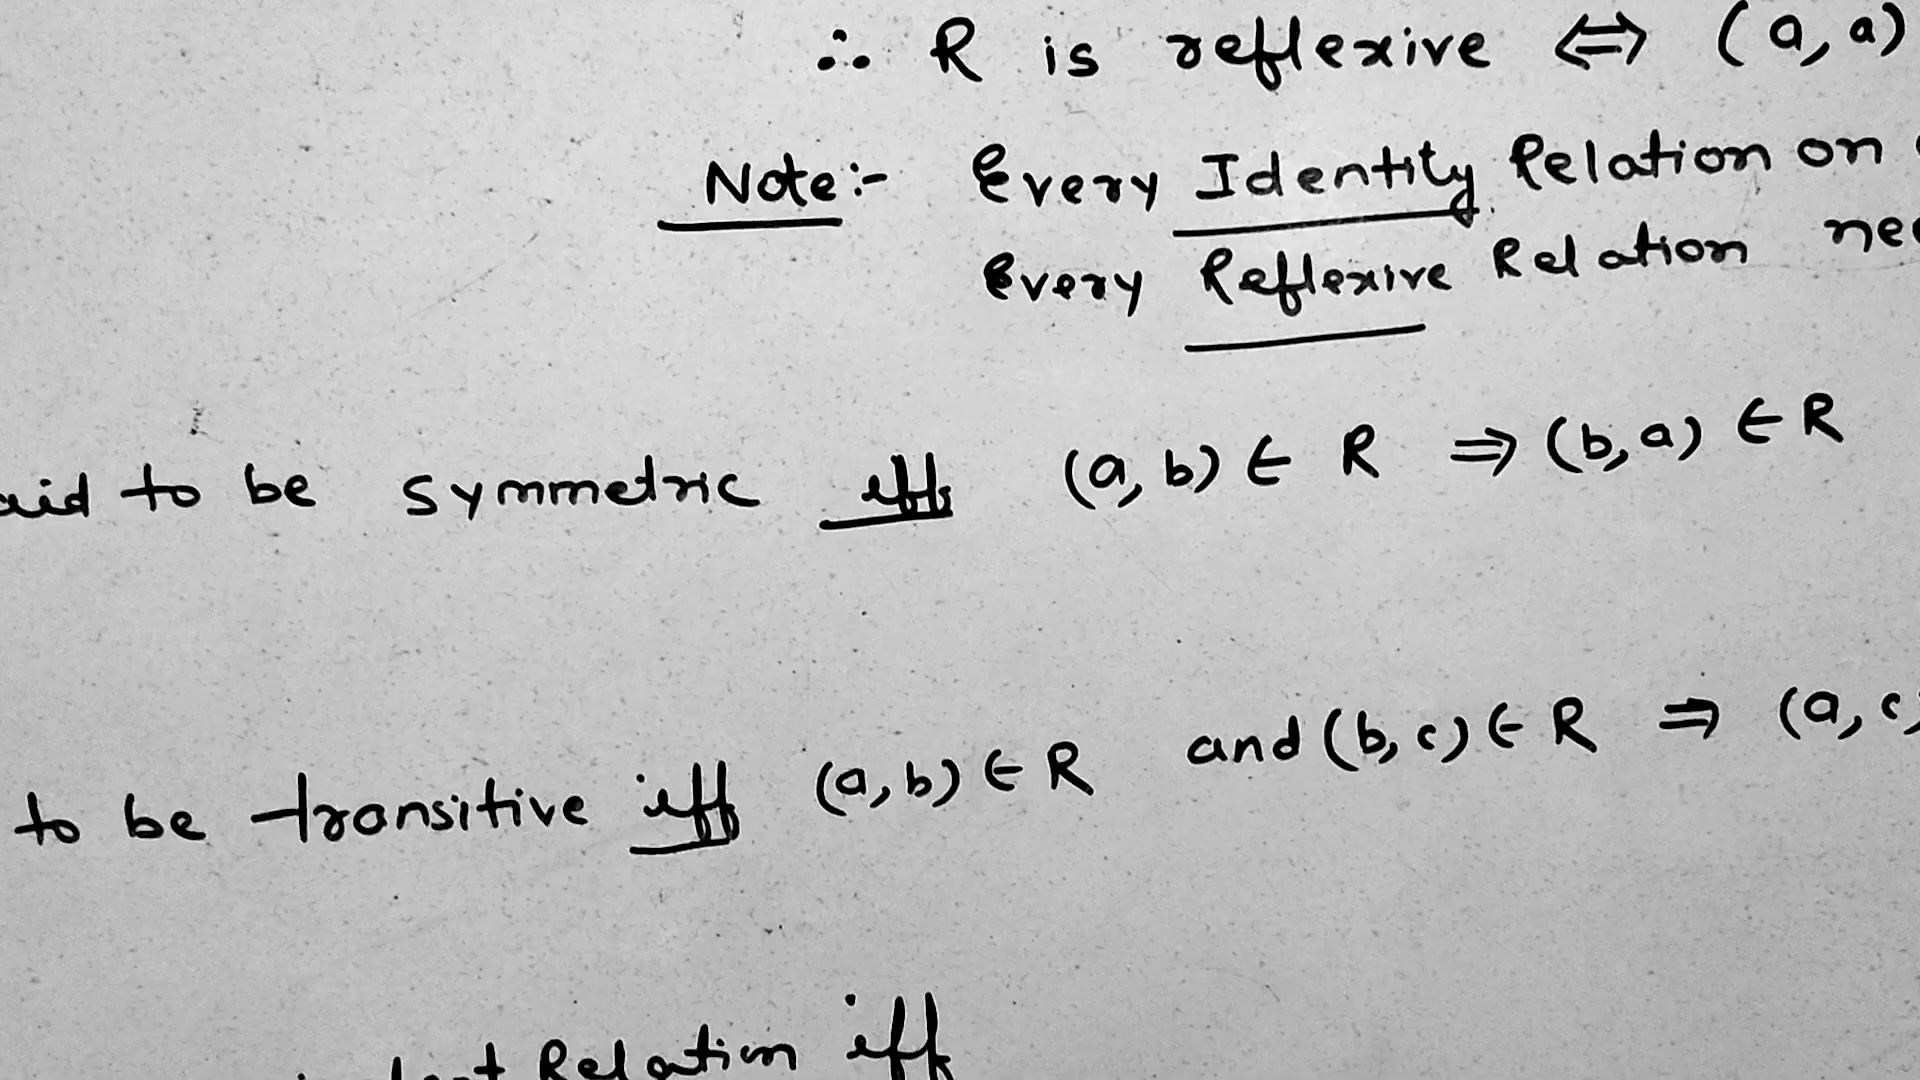 ∴ R is reflexive ⇔ (a, a)
Note:- Every Identity Relation on
Every Reflexive Relation
to be symmetric iff (a, b) ∈ R ⇒ (b, a) ∈ R
to be transitive iff (a, b) ∈ R and (b, c) ∈ R ⇒ (a, c
Relation iff